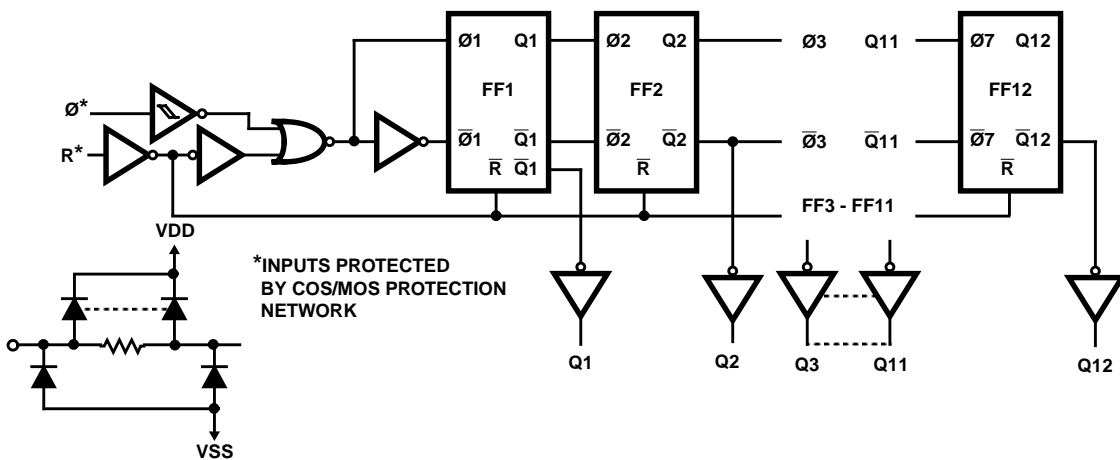 Ø1 Q1 Ø2 Q2 Ø3 Q11 Ø7 Q12
FF1 FF2 FF12
Ø*
R*
Ø̅1 Q̅1 Ø̅2 Q̅2 Ø̅3 Q̅11 Ø̅7 Q̅12
R̅ Q̅1 R̅ R̅
FF3 - FF11
VDD
*INPUTS PROTECTED
BY COS/MOS PROTECTION
NETWORK
Q1 Q2 Q3 Q11 Q12
VSS